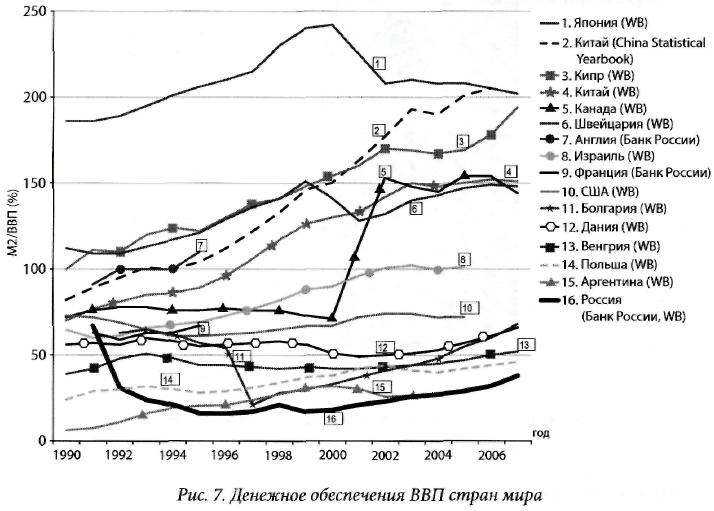 250
200
150
100
50
0
М2/ВВП (%)
1
2
3
4
5
6
7
8
9
10
11
12
13
14
15
16
1990
1992
1994
1996
1998
2000
2002
2004
2006
год
1. Япония (WB)
2. Китай (China Statistical
Yearbook)
3. Кипр (WB)
4. Китай (WB)
5. Канада (WB)
6. Швейцария (WB)
7. Англия (Банк России)
8. Израиль (WB)
9. Франция (Банк России)
10. США (WB)
11. Болгария (WB)
12. Дания (WB)
13. Венгрия (WB)
14. Польша (WB)
15. Аргентина (WB)
16. Россия
(Банк России, WB)
Рис. 7. Денежное обеспечения ВВП стран мира